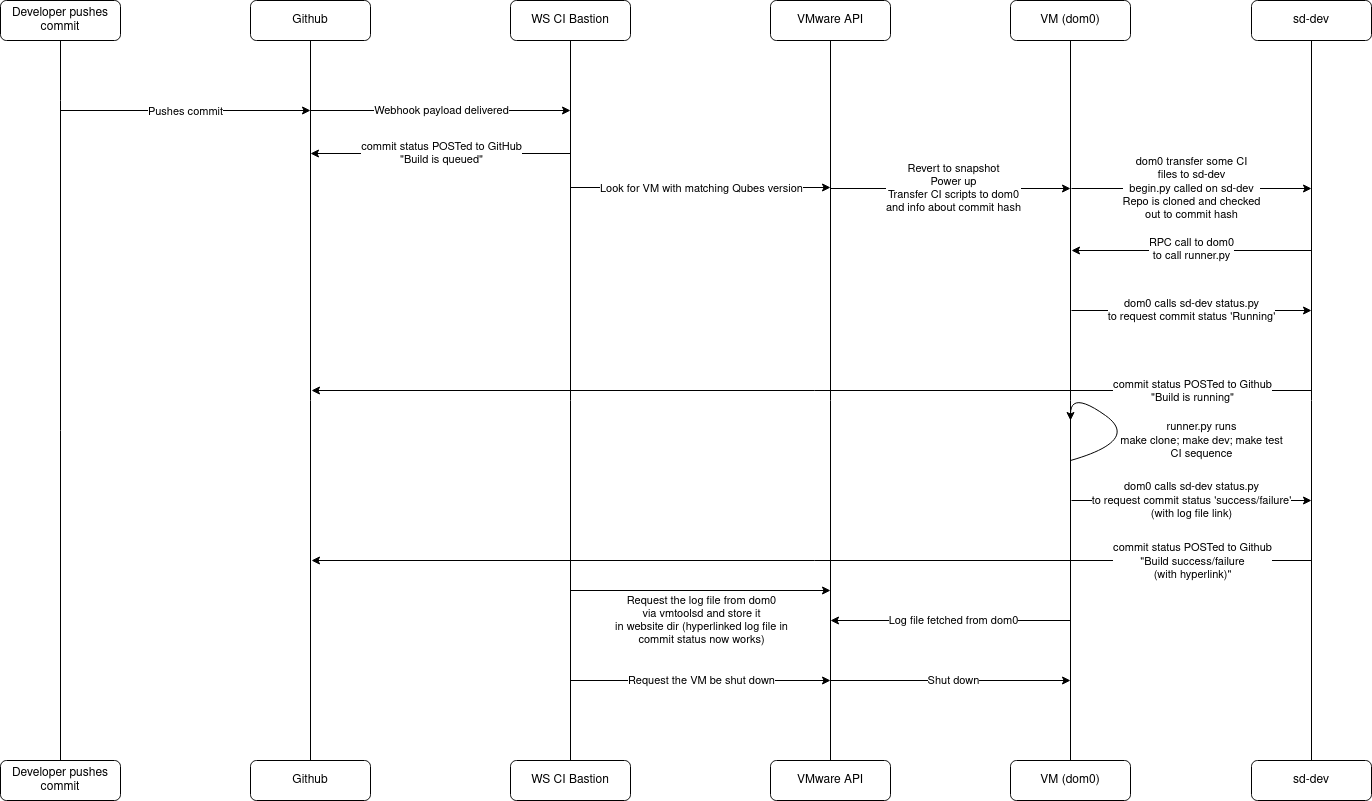 Developer pushes
commit
Github
WS CI Bastion
VMware API
VM (dom0)
sd-dev
Pushes commit
Webhook payload delivered
commit status POSTed to GitHub
"Build is queued"
Look for VM with matching Qubes version
Revert to snapshot
Power up
Transfer CI scripts to dom0
and info about commit hash
dom0 transfer some CI
files to sd-dev
begin.py called on sd-dev
Repo is cloned and checked
out to commit hash
RPC call to dom0
to call runner.py
dom0 calls sd-dev status.py
to request commit status 'Running'
commit status POSTed to Github
"Build is running"
runner.py runs
make clone; make dev; make test
CI sequence
dom0 calls sd-dev status.py
to request commit status 'success/failure'
(with log file link)
commit status POSTed to Github
"Build success/failure
(with hyperlink)"
Request the log file from dom0
via vmtoolsd and store it
in website dir (hyperlinked log file in
commit status now works)
Log file fetched from dom0
Request the VM be shut down
Shut down
Developer pushes
commit
Github
WS CI Bastion
VMware API
VM (dom0)
sd-dev